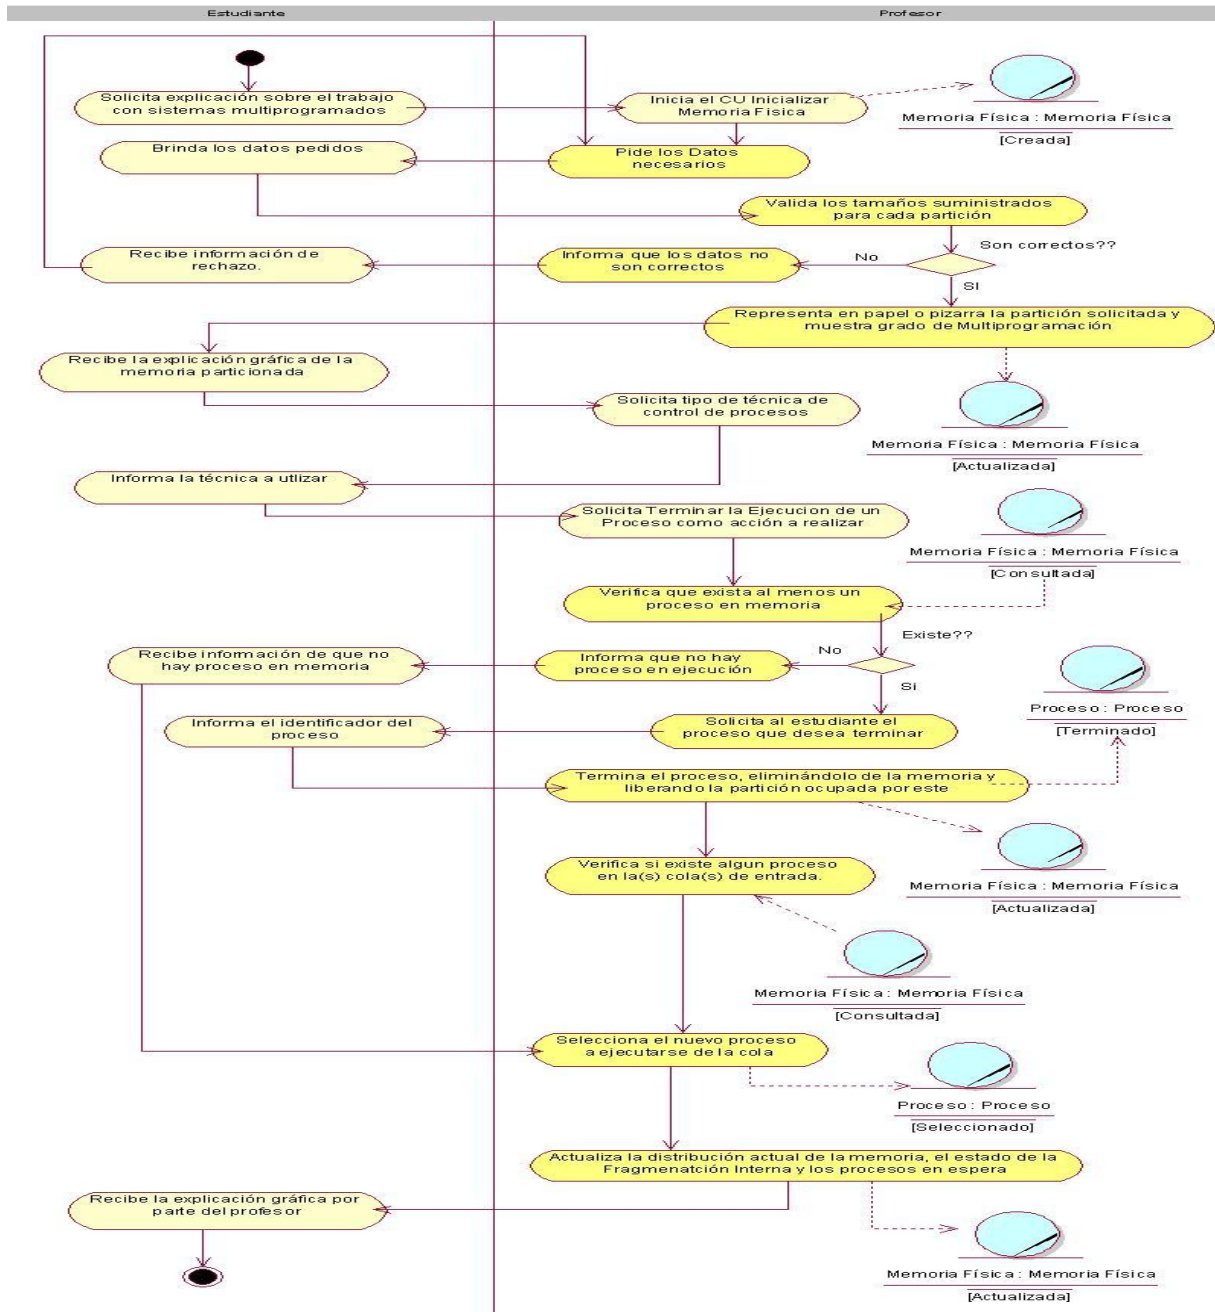 Estudiante
Profesor
Solicita explicación sobre el trabajo
con sistemas multiprogramados
Inicia el CU Inicializar
Memoria Fisica
Memoria Física : Memoria Física
[Creada]
Brinda los datos pedidos
Pide los Datos
necesarios
Valida los tamaños suministrados
para cada partición
Son correctos??
No
SI
Recibe información de
rechazo.
Informa que los datos no
son correctos
Representa en papel o pizarra la partición solicitada y
muestra grado de Multiprogramación
Recibe la explicación gráfica de la
memoria particionada
Solicita tipo de técnica de
control de procesos
Memoria Física : Memoria Física
[Actualizada]
Informa la técnica a utlizar
Solicita Terminar la Ejecucion de un
Proceso como acción a realizar
Memoria Física : Memoria Física
[Consultada]
Verifica que exista al menos un
proceso en memoria
Existe??
No
Si
Recibe información de que no
hay proceso en memoria
Informa que no hay
proceso en ejecución
Proceso : Proceso
[Terminado]
Informa el identificador del
proceso
Solicita al estudiante el
proceso que desea terminar
Termina el proceso, eliminándolo de la memoria y
liberando la partición ocupada por este
Verifica si existe algun proceso
en la(s) cola(s) de entrada.
Memoria Física : Memoria Física
[Actualizada]
Memoria Física : Memoria Física
[Consultada]
Selecciona el nuevo proceso
a ejecutarse de la cola
Proceso : Proceso
[Seleccionado]
Actualiza la distribución actual de la memoria, el estado de la
Fragmenatción Interna y los procesos en espera
Recibe la explicación gráfica por
parte del profesor
Memoria Física : Memoria Física
[Actualizada]